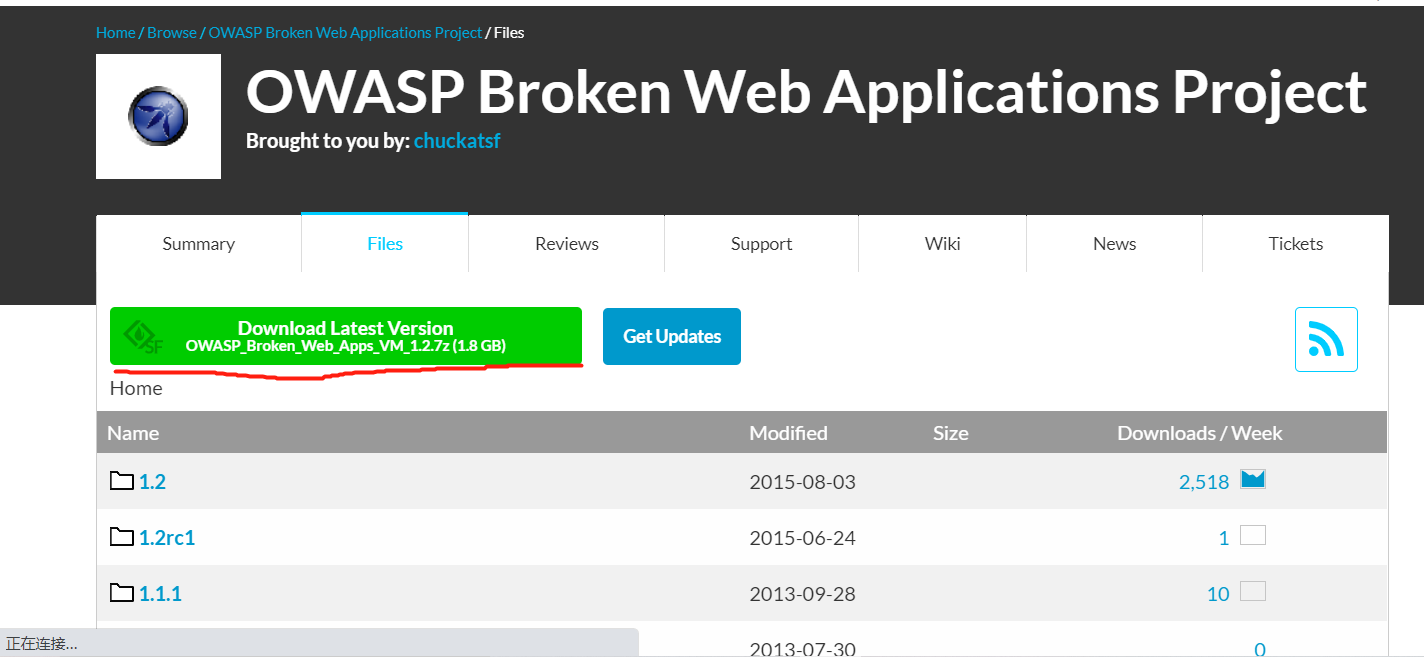 Home / Browse / OWASP Broken Web Applications Project / Files
OWASP Broken Web Applications Project
Brought to you by: chuckatsf
Summary Files Reviews Support Wiki News Tickets
SF
Download Latest Version
OWASP_Broken_Web_Apps_VM_1.2.7z (1.8 GB)
Get Updates
Home
Name Modified Size Downloads / Week
1.2 2015-08-03 2,518
1.2rc1 2015-06-24 1
1.1.1 2013-09-28 10
2013-07-30 0
正在连接...